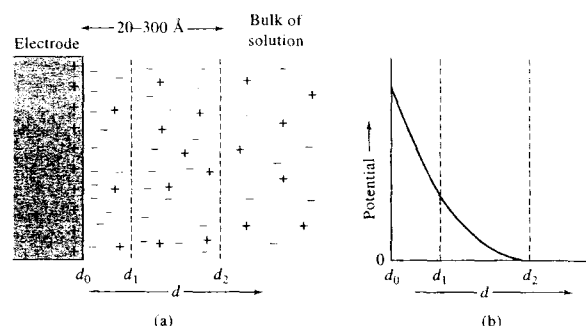 20–300 Å
Bulk of
solution
Electrode
d0 d1 d2
d
(a)
Potential
0
d0 d1 d2
d
(b)